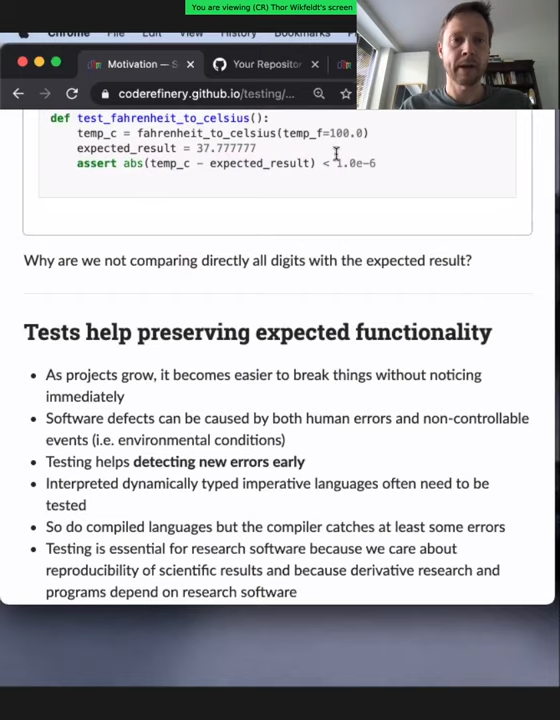 You are viewing (CR) Thor Wikfeldt's screen
Chrome File Edit View History Bookmarks
Motivation — S
Your Repositor
coderefinery.github.io/testing/...
def test_fahrenheit_to_celsius():
temp_c = fahrenheit_to_celsius(temp_f=100.0)
expected_result = 37.777777
assert abs(temp_c - expected_result) < 1.0e-6
Why are we not comparing directly all digits with the expected result?
Tests help preserving expected functionality
• As projects grow, it becomes easier to break things without noticing
immediately
• Software defects can be caused by both human errors and non-controllable
events (i.e. environmental conditions)
• Testing helps detecting new errors early
• Interpreted dynamically typed imperative languages often need to be
tested
• So do compiled languages but the compiler catches at least some errors
• Testing is essential for research software because we care about
reproducibility of scientific results and because derivative research and
programs depend on research software